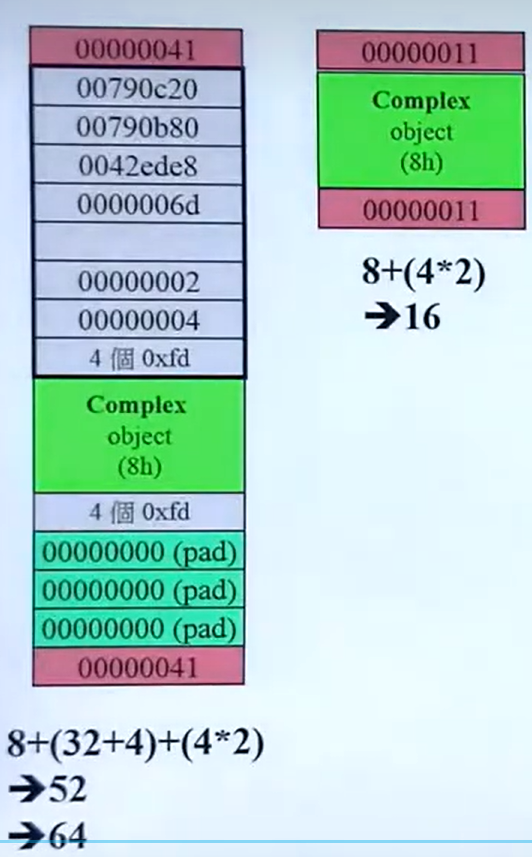 00000041
00790c20
00790b80
0042ede8
0000006d
00000002
00000004
4 個 0xfd
Complex
object
(8h)
4 個 0xfd
00000000 (pad)
00000000 (pad)
00000000 (pad)
00000041
8+(32+4)+(4*2)
➔52
➔64
00000011
Complex
object
(8h)
00000011
8+(4*2)
➔16